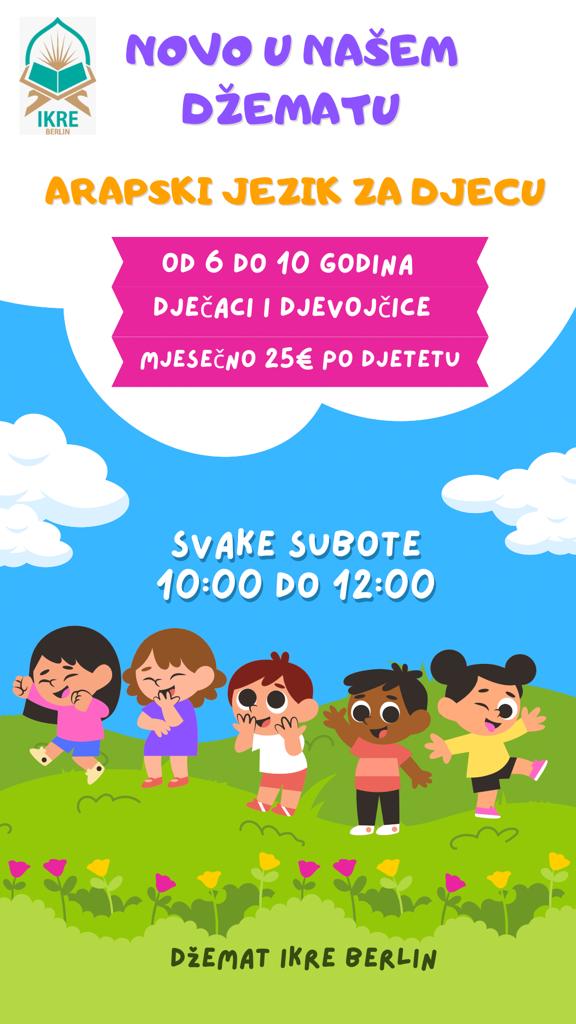 IKRE
BERLIN
NOVO U NAŠEM
DŽEMATU
ARAPSKI JEZIK ZA DJECU
OD 6 DO 10 GODINA
DJEČACI I DJEVOJČICE
MJESEČNO 25€ PO DJETETU
SVAKE SUBOTE
10:00 DO 12:00
DŽEMAT IKRE BERLIN